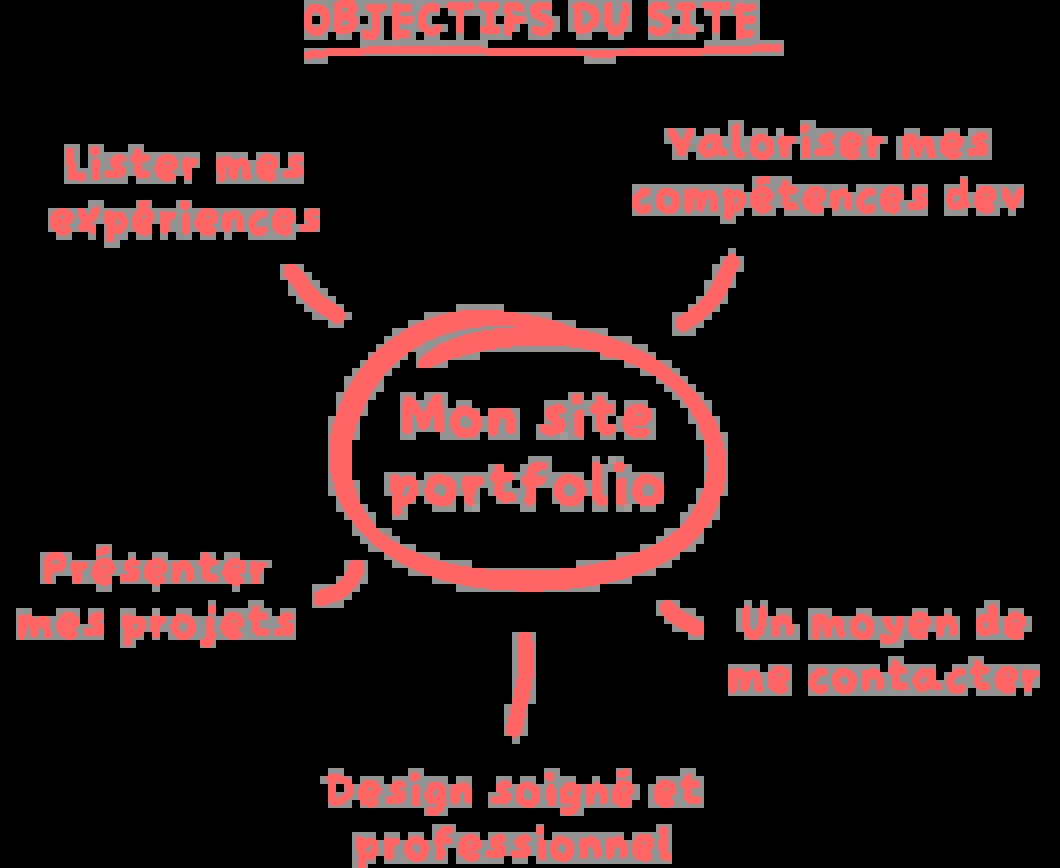 OBJECTIFS DU SITE
Lister mes
expériences
Valoriser mes
compétences dev
Mon site
portfolio
Présenter
mes projets
Un moyen de
me contacter
Design soigné et
professionnel